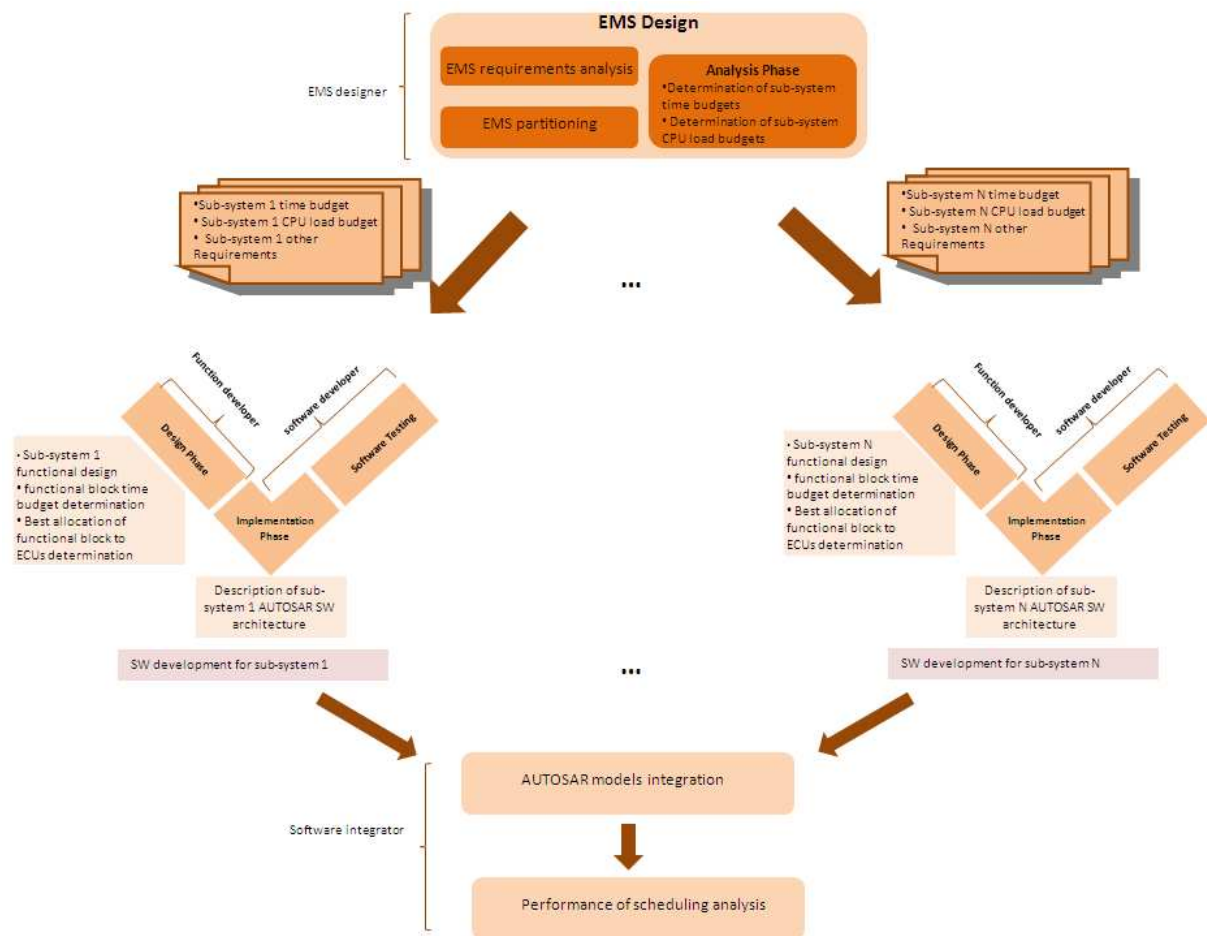 EMS Design
EMS requirements analysis
EMS partitioning
Analysis Phase
•Determination of sub-system
time budgets
• Determination of sub-system
CPU load budgets
EMS designer
•Sub-system 1 time budget
• Sub-system 1 CPU load budget
• Sub-system 1 other
Requirements
•Sub-system N time budget
• Sub-system N CPU load budget
• Sub-system N other
Requirements
...
Function developer
software developer
Design Phase
Software Testing
Implementation
Phase
- Sub-system 1
functional design
• functional block time
budget determination
• Best allocation of
functional block to
ECUs determination
Description of sub-
system 1 AUTOSAR SW
architecture
SW development for sub-system 1
Function developer
software developer
Design Phase
Software Testing
Implementation
Phase
- Sub-system N
functional design
• functional block time
budget determination
• Best allocation of
functional block to
ECUs determination
Description of sub-
system N AUTOSAR SW
architecture
SW development for sub-system N
...
AUTOSAR models integration
Software integrator
Performance of scheduling analysis